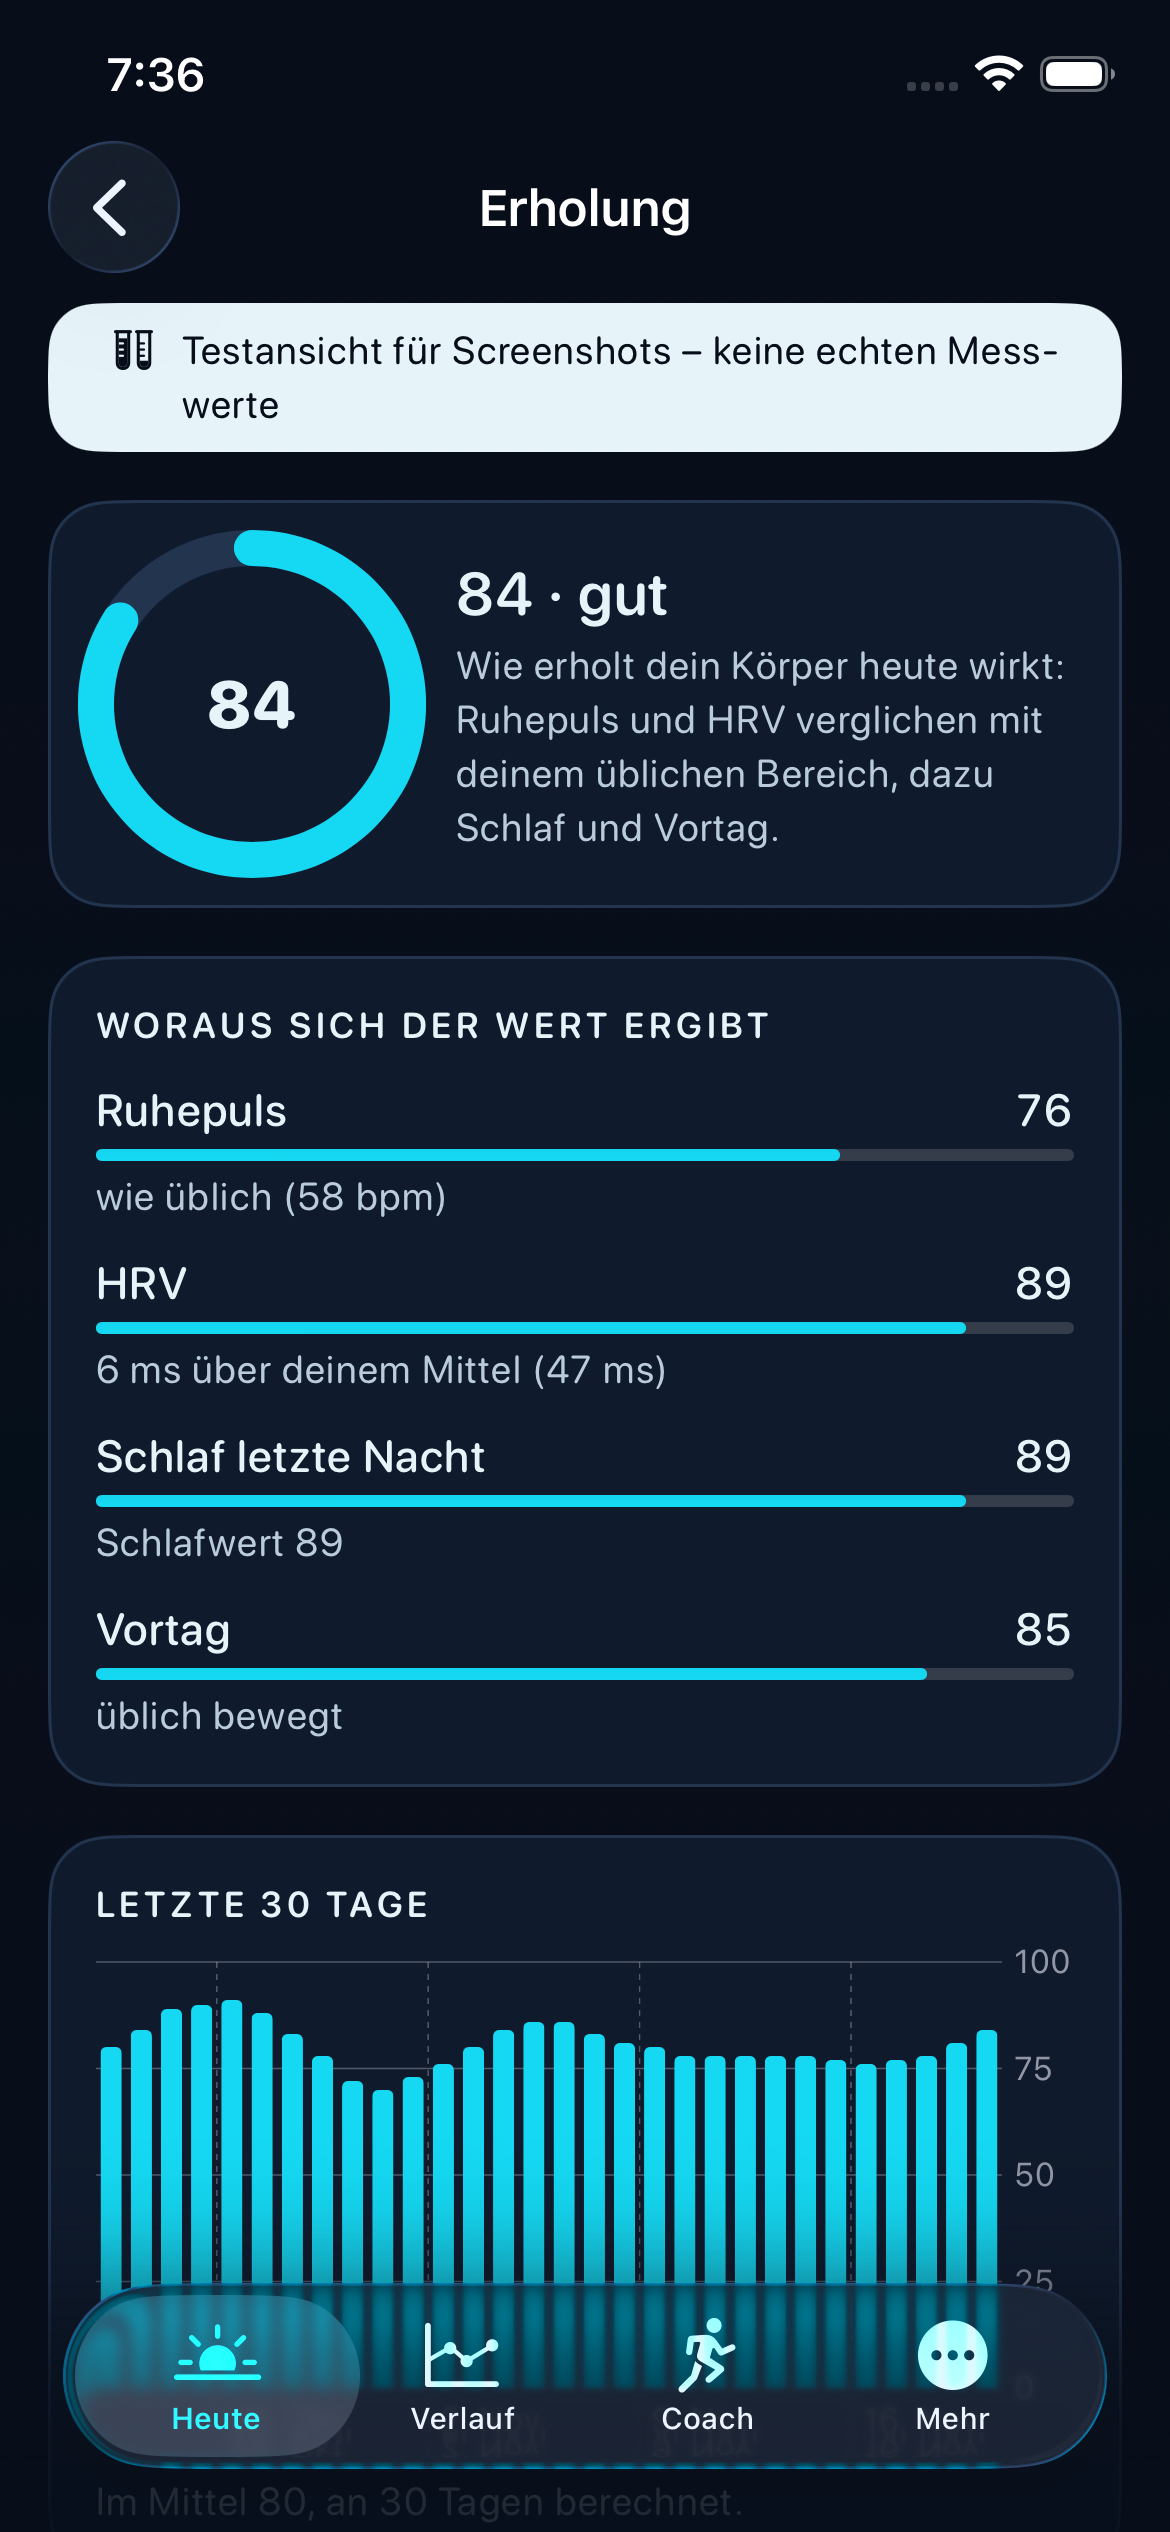 7:36
Erholung
Testansicht für Screenshots – keine echten Mess-
werte
84
84 · gut
Wie erholt dein Körper heute wirkt:
Ruhepuls und HRV verglichen mit
deinem üblichen Bereich, dazu
Schlaf und Vortag.
WORAUS SICH DER WERT ERGIBT
Ruhepuls 76
wie üblich (58 bpm)
HRV 89
6 ms über deinem Mittel (47 ms)
Schlaf letzte Nacht 89
Schlafwert 89
Vortag 85
üblich bewegt
LETZTE 30 TAGE
100
75
50
25
0
Heute Verlauf Coach Mehr
Im Mittel 80, an 30 Tagen berechnet.